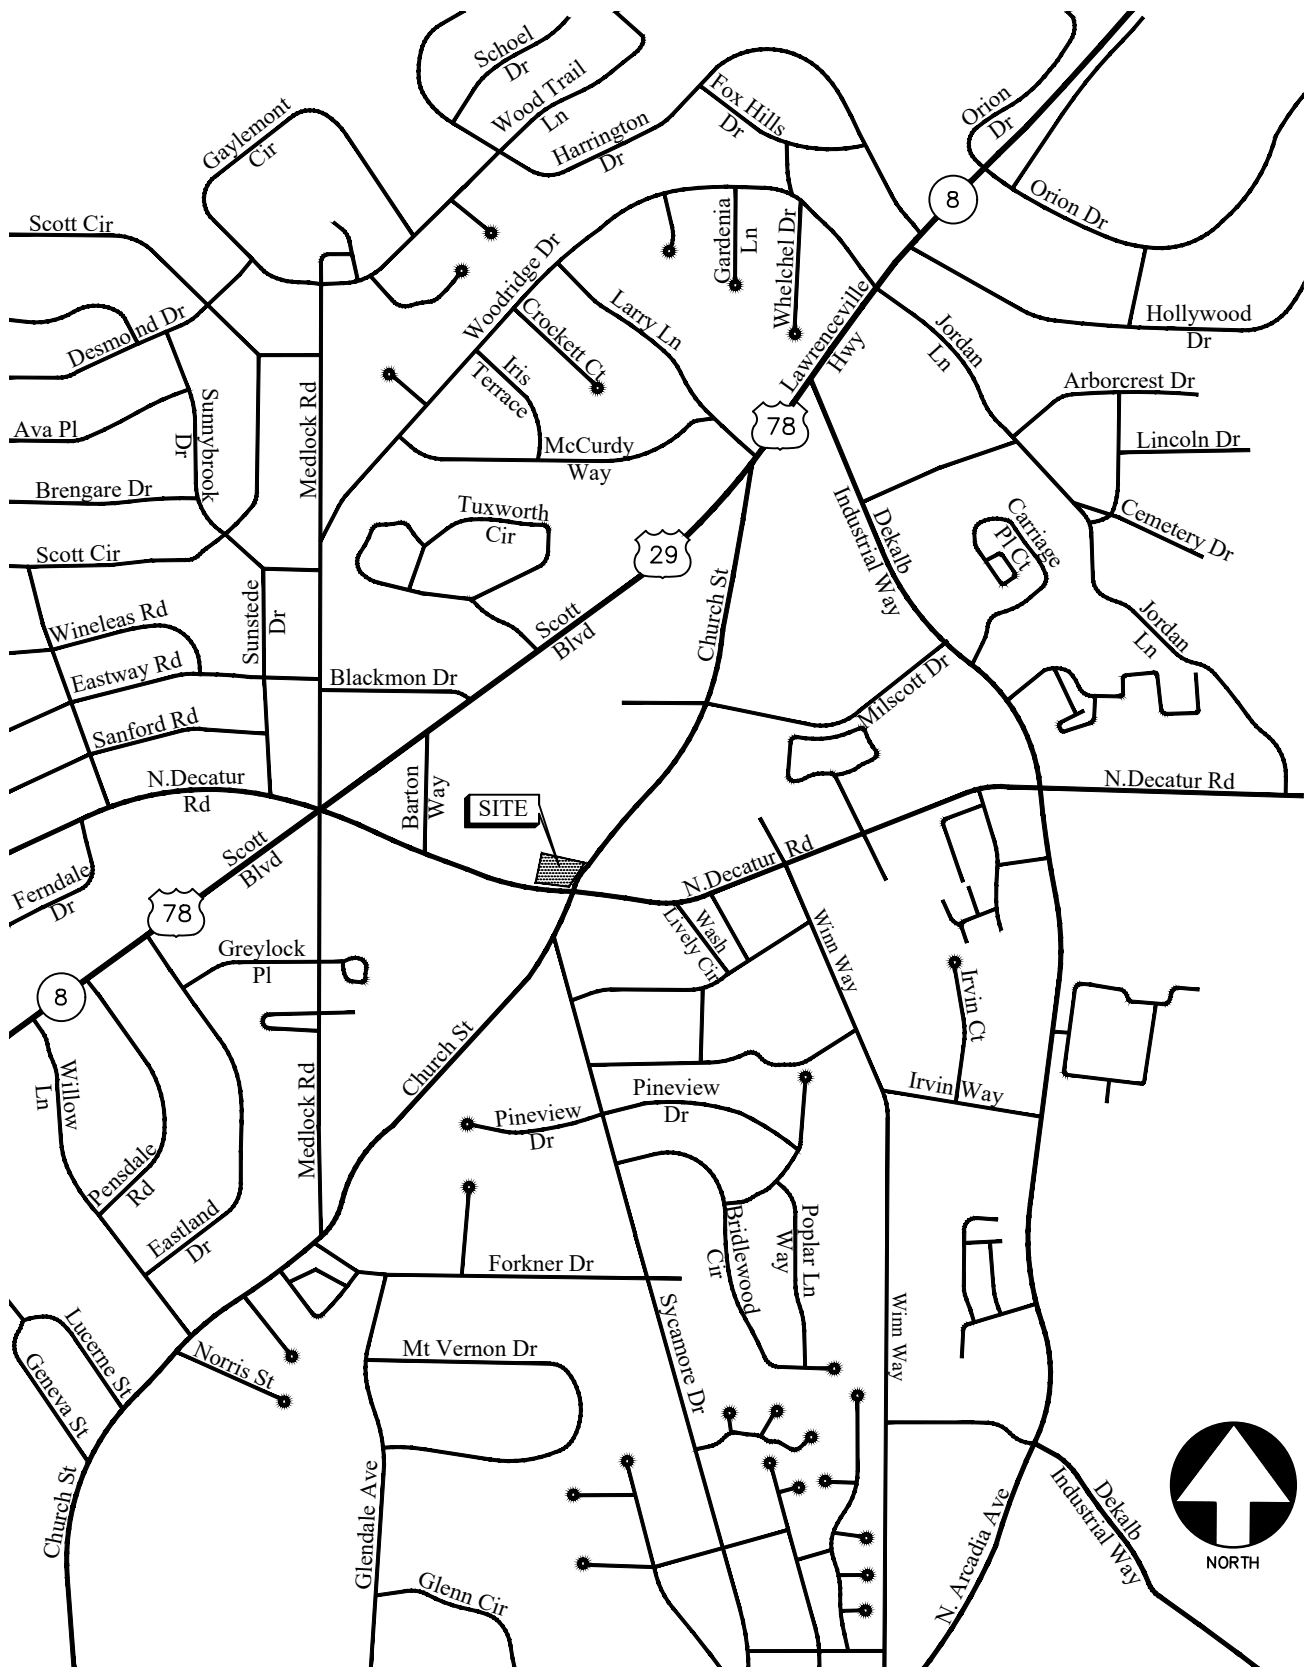 Schoel
Dr
Wood Trail
Ln
Harrington
Dr
Fox Hills
Dr
Orion
Dr
Gaylemont
Cir
8
Orion Dr
Scott Cir
Gardenia
Ln
Whelchel Dr
Woodridge Dr
Larry Ln
Crockett Ct
Iris
Terrace
Lawrenceville
Hwy
Jordan
Ln
Hollywood
Dr
Desmond Dr
Arborcrest Dr
Lincoln Dr
Cemetery Dr
Ava Pl
Sunnybrook
Dr
Medlock Rd
McCurdy
Way
78
Brengare Dr
Tuxworth
Cir
29
Dekalb
Industrial Way
Carriage
Pl Ct
Scott Cir
Church St
Scott
Blvd
Jordan
Ln
Wineleas Rd
Sunstede
Dr
Eastway Rd
Blackmon Dr
Milscott Dr
Sanford Rd
N.Decatur
Rd
Barton
Way
SITE
N.Decatur Rd
N.Decatur Rd
Scott
Blvd
Ferndale
Dr
78
Lively Cir
Wash
Winn Way
Greylock
Pl
8
Irvin Ct
Irvin Way
Willow
Ln
Church St
Medlock Rd
Pineview
Dr
Pineview
Dr
Pensdale
Rd
Eastland
Dr
Bridlewood
Cir
Poplar Ln
Way
Forkner Dr
Sycamore Dr
Winn Way
Lucerne St
Geneva St
Norris St
Mt Vernon Dr
Church St
Glendale Ave
Glenn Cir
N. Arcadia Ave
Dekalb
Industrial Way
NORTH